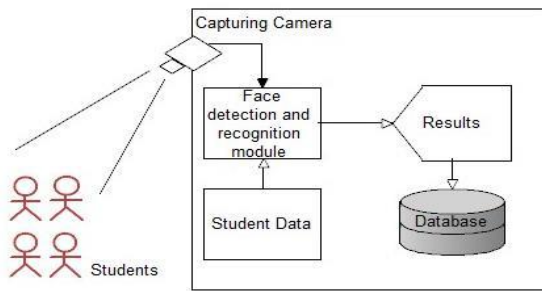 Capturing Camera
Face
detection and
recognition
module
Results
Student Data
Database
Students